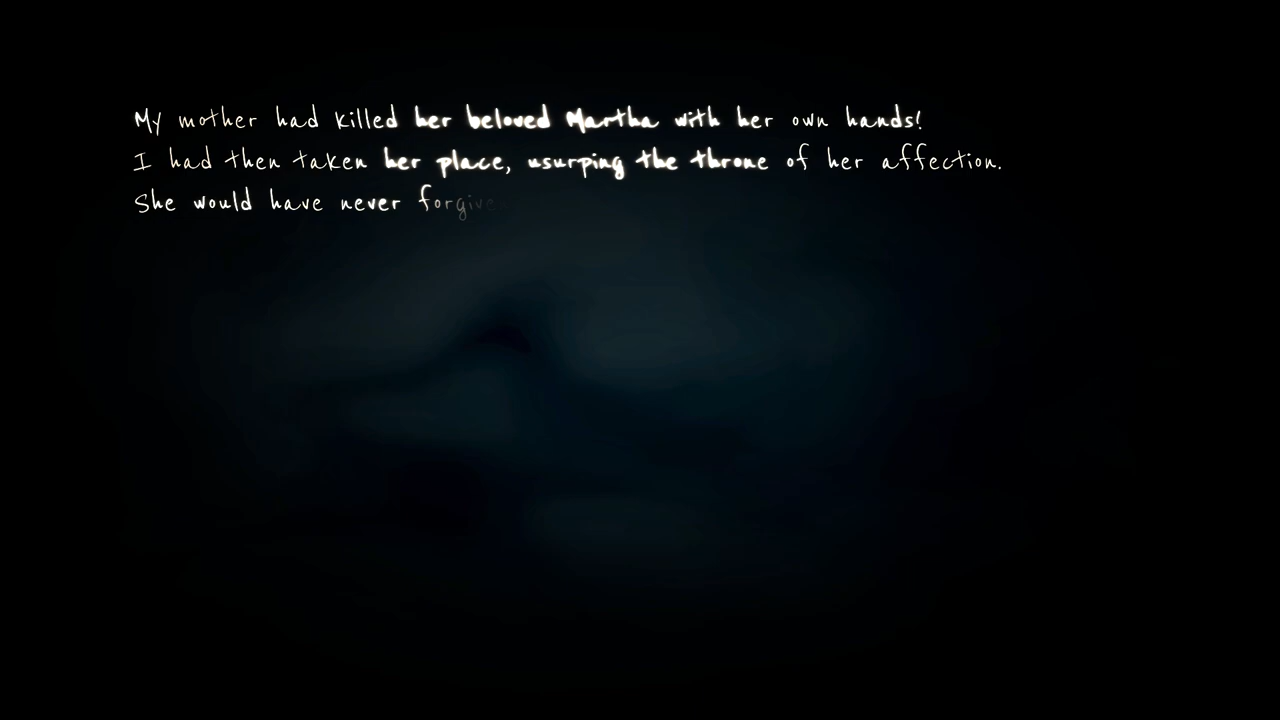 My mother had killed her beloved Martha with her own hands!
I had then taken her place, usurping the throne of her affection.
She would have never forgive